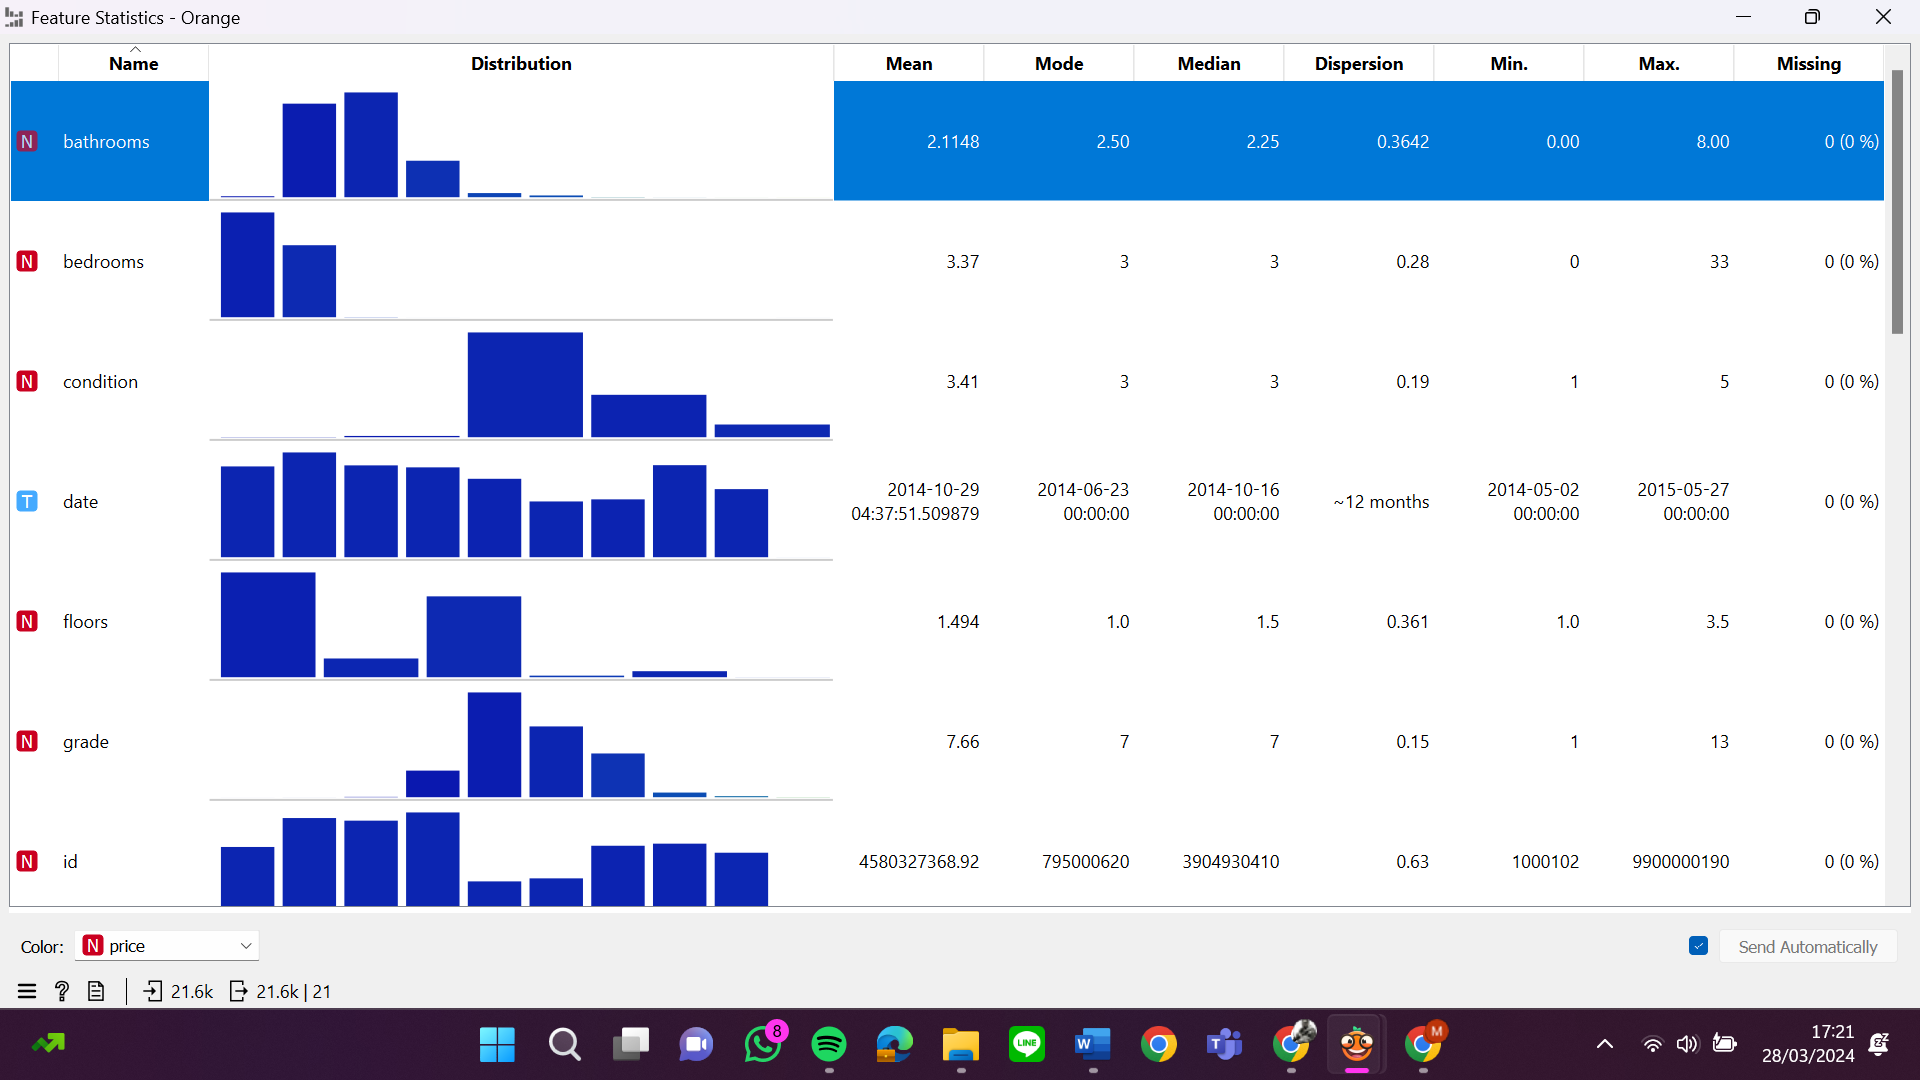 Feature Statistics - Orange
Name Distribution Mean Mode Median Dispersion Min. Max. Missing
N bathrooms 2.1148 2.50 2.25 0.3642 0.00 8.00 0 (0 %)
N bedrooms 3.37 3 3 0.28 0 33 0 (0 %)
N condition 3.41 3 3 0.19 1 5 0 (0 %)
T date 2014-10-29 04:37:51.509879 2014-06-23 00:00:00 2014-10-16 00:00:00 ~12 months 2014-05-02 00:00:00 2015-05-27 00:00:00 0 (0 %)
N floors 1.494 1.0 1.5 0.361 1.0 3.5 0 (0 %)
N grade 7.66 7 7 0.15 1 13 0 (0 %)
N id 4580327368.92 795000620 3904930410 0.63 1000102 9900000190 0 (0 %)
Color: N price Send Automatically
? 21.6k 21.6k | 21
8 LINE W T M 17:21
28/03/2024